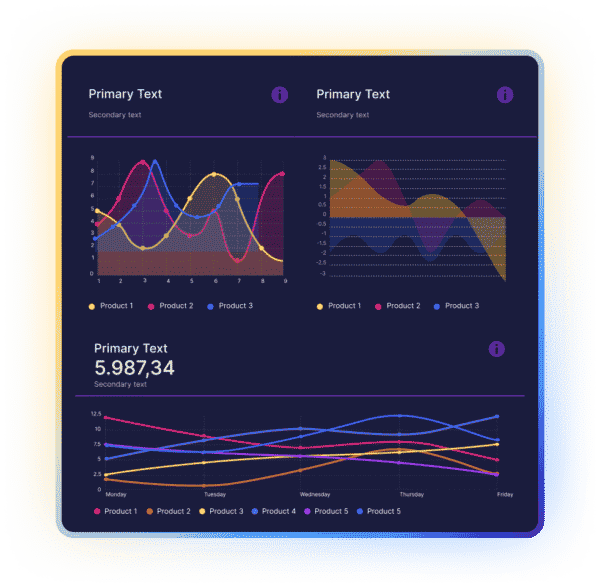 Primary Text
Secondary text
Primary Text
Secondary text
9
8
7
6
5
4
3
2
1
0
1 2 3 4 5 6 7 8 9
Product 1 Product 2 Product 3
3
2.5
2
1.5
1
0.5
0
-0.5
-1
-1.5
-2
-2.5
-3
Product 1 Product 2 Product 3
Primary Text
5.987,34
Secondary text
12.5
10
7.5
5
2.5
0
Monday Tuesday Wednesday Thursday Friday
Product 1 Product 2 Product 3 Product 4 Product 5 Product 5